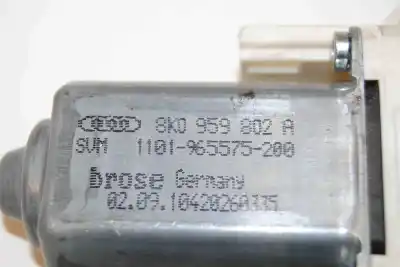 8K0 959 802 A
SVM 1101-965575-200
brose Germany
02.09.10420260335